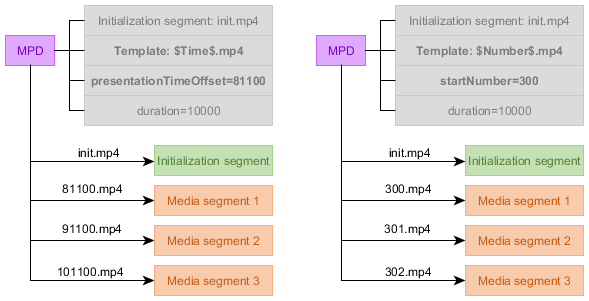 MPD
Initialization segment: init.mp4
Template: $Time$.mp4
presentationTimeOffset=81100
duration=10000
init.mp4
Initialization segment
81100.mp4
Media segment 1
91100.mp4
Media segment 2
101100.mp4
Media segment 3
MPD
Initialization segment: init.mp4
Template: $Number$.mp4
startNumber=300
duration=10000
init.mp4
Initialization segment
300.mp4
Media segment 1
301.mp4
Media segment 2
302.mp4
Media segment 3